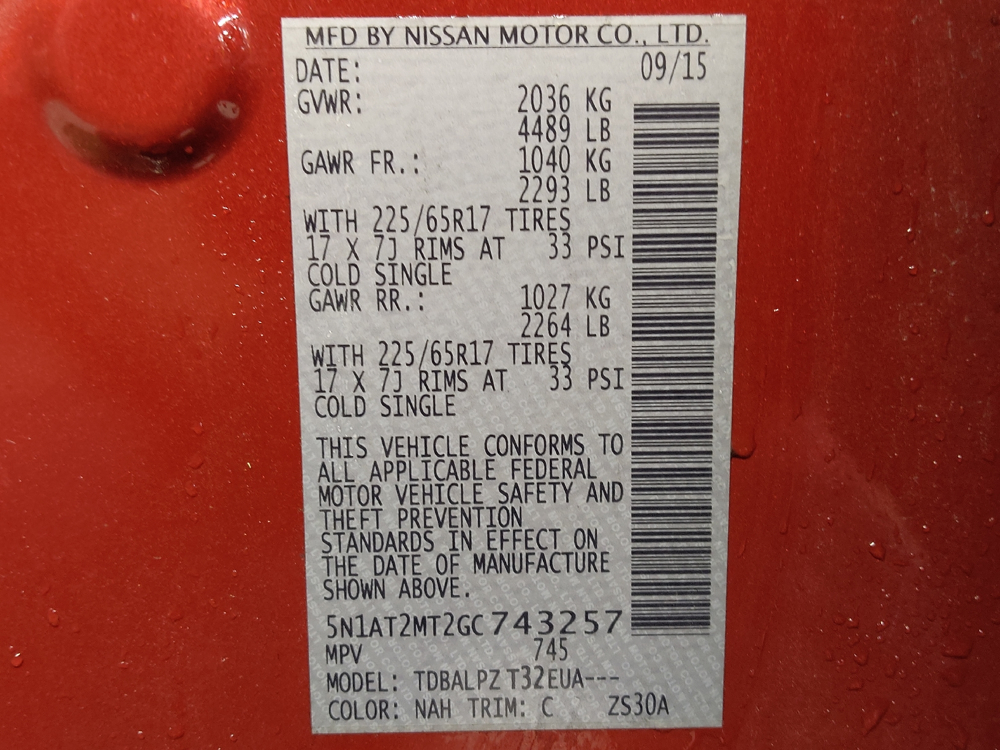 MFD BY NISSAN MOTOR CO., LTD.
DATE: 09/15
GVWR: 2036 KG
4489 LB
GAWR FR.: 1040 KG
2293 LB
WITH 225/65R17 TIRES
17 X 7J RIMS AT 33 PSI
COLD SINGLE
GAWR RR.: 1027 KG
2264 LB
WITH 225/65R17 TIRES
17 X 7J RIMS AT 33 PSI
COLD SINGLE
THIS VEHICLE CONFORMS TO
ALL APPLICABLE FEDERAL
MOTOR VEHICLE SAFETY AND
THEFT PREVENTION
STANDARDS IN EFFECT ON
THE DATE OF MANUFACTURE
SHOWN ABOVE.
5N1AT2MT2GC743257
MPV 745
MODEL: TDBALPZ T32EUA---
COLOR: NAH TRIM: C ZS30A